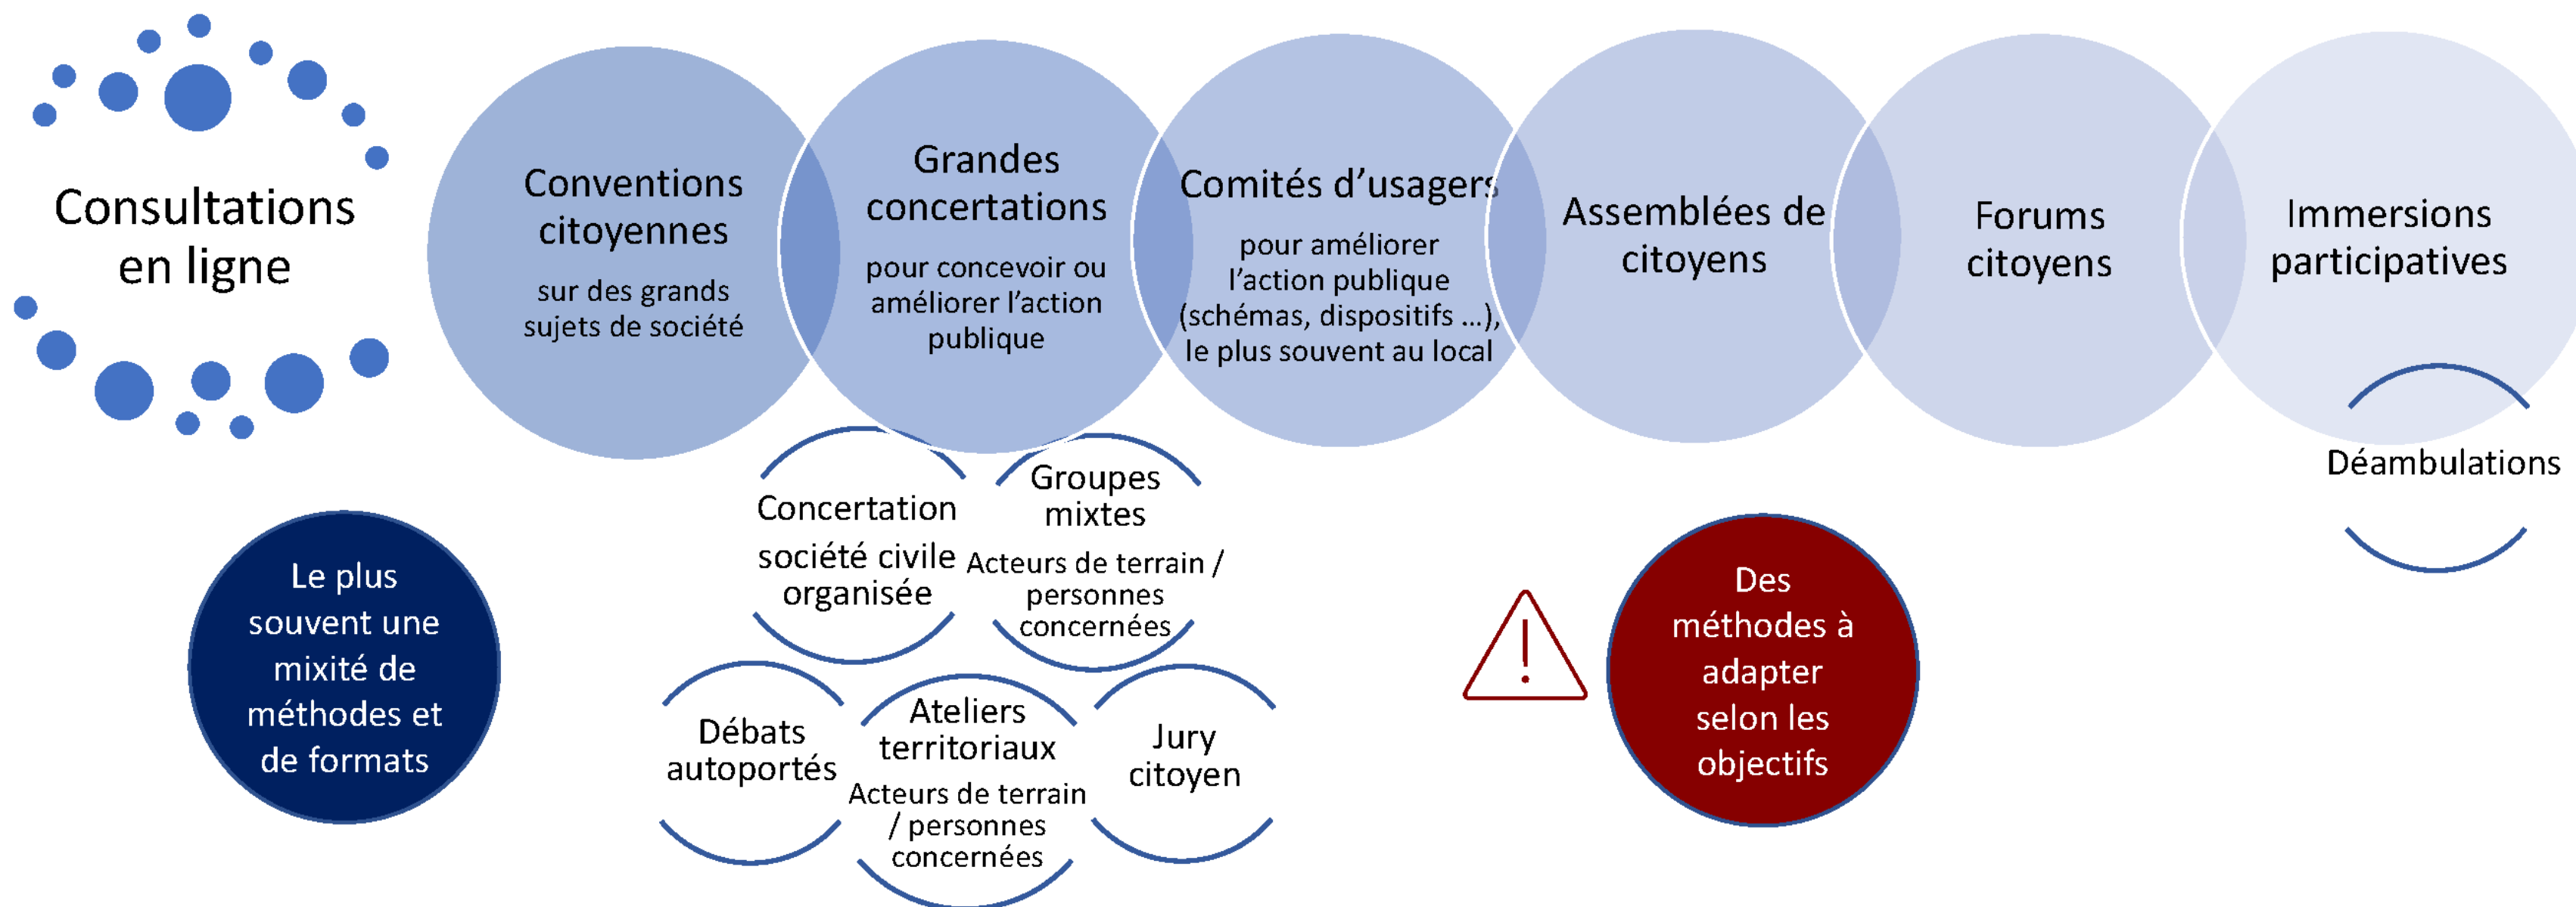 Consultations
en ligne
Conventions
citoyennes
sur des grands
sujets de société
Grandes
concertations
pour concevoir ou
améliorer l'action
publique
Comités d'usagers
pour améliorer
l'action publique
(schémas, dispositifs …),
le plus souvent au local
Assemblées de
citoyens
Forums
citoyens
Immersions
participatives
Déambulations
Concertation
société civile
organisée
Groupes
mixtes
Acteurs de terrain /
personnes
concernées
Débats
autoportés
Ateliers
territoriaux
Acteurs de terrain
/ personnes
concernées
Jury
citoyen
Le plus
souvent une
mixité de
méthodes et
de formats
Des
méthodes à
adapter
selon les
objectifs